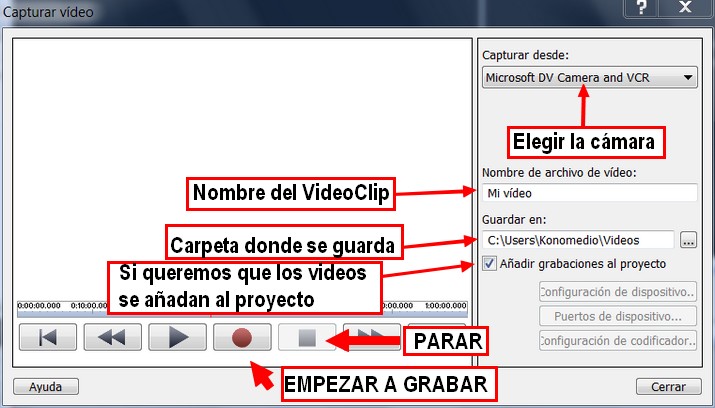 Capturar vídeo
? X
Capturar desde:
Microsoft DV Camera and VCR
Elegir la cámara
Nombre de archivo de vídeo:
Nombre del VideoClip
Mi vídeo
Guardar en:
Carpeta donde se guarda
C:\Users\Konomedio\Videos
...
Si queremos que los videos
se añadan al proyecto
Añadir grabaciones al proyecto
0:00:00.000 0:10:00.000 1:00:00.000
Configuración de dispositivo...
Puertos de dispositivo...
Configuración de codificador...
PARAR
EMPEZAR A GRABAR
Ayuda
Cerrar